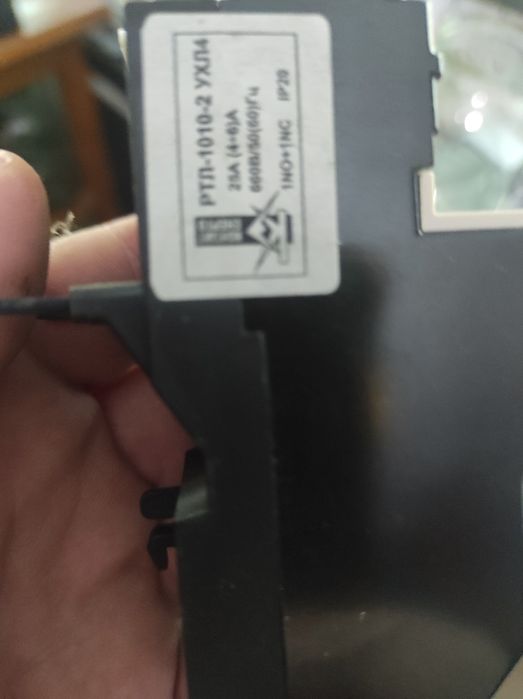 РТЛ-1010-2 УХЛ4
25А (4÷6)А
660В/50(60)Гц
1NO+1NC IP20